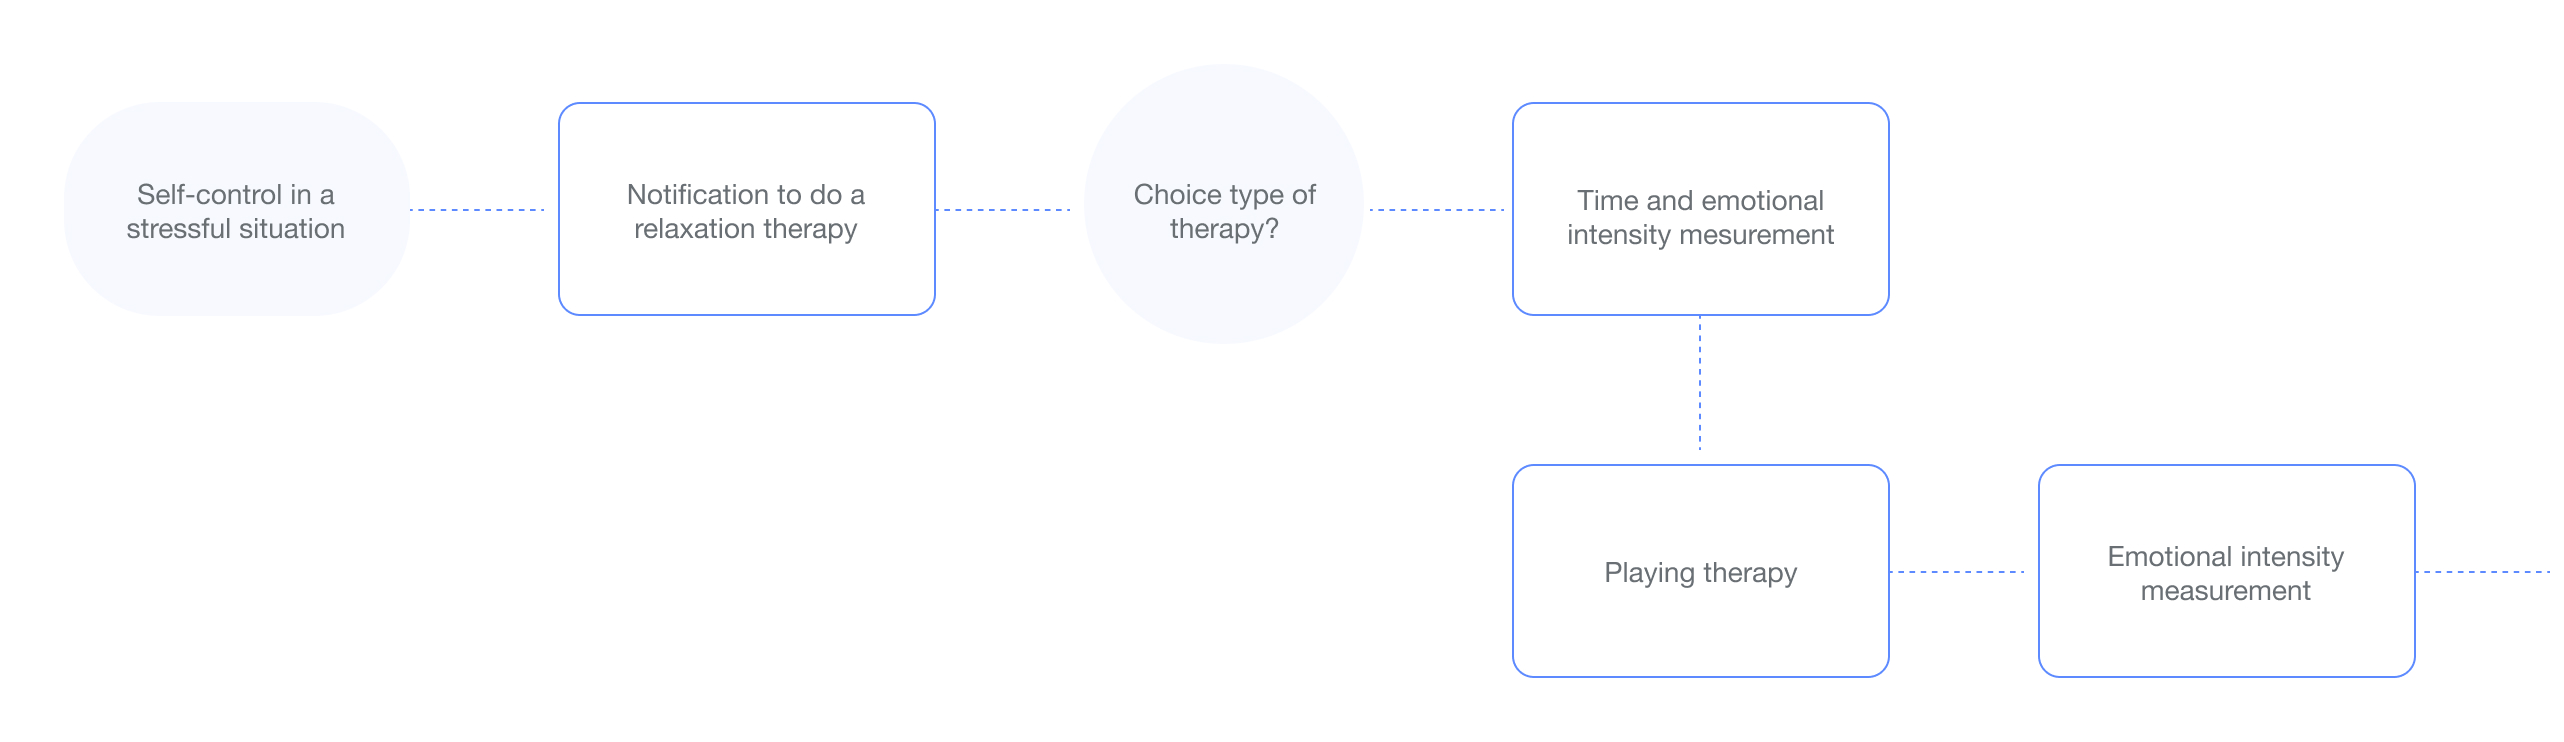 Self-control in a
stressful situation
Notification to do a
relaxation therapy
Choice type of
therapy?
Time and emotional
intensity mesurement
Playing therapy
Emotional intensity
measurement